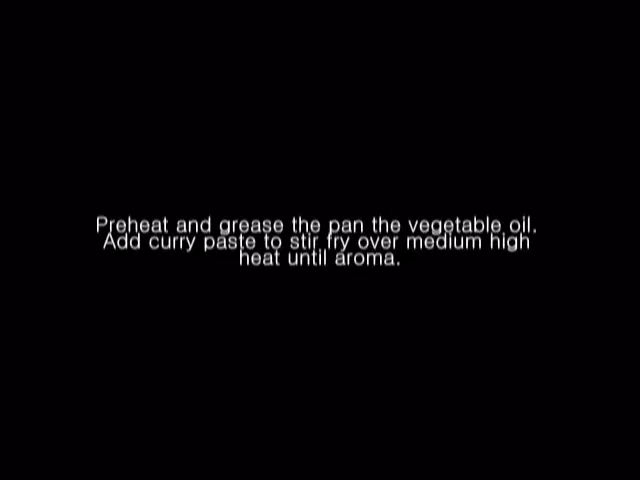 Preheat and grease the pan the vegetable oil.
Add curry paste to stir fry over medium high
heat until aroma.